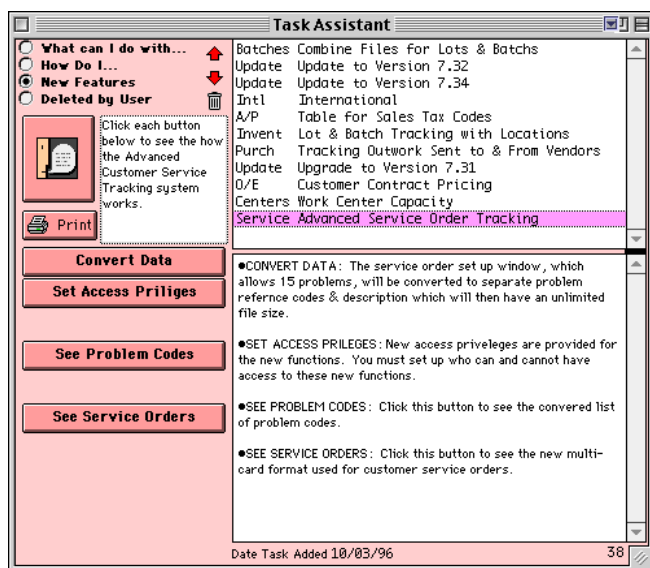 Task Assistant
What can I do with...
How Do I...
New Features
Deleted by User
Click each button
below to see the how
the Advanced
Customer Service
Tracking system
works.
Print
Convert Data
Set Access Priliges
See Problem Codes
See Service Orders
Batches Combine Files for Lots & Batchs
Update Update to Version 7.32
Update Update to Version 7.34
Intl International
A/P Table for Sales Tax Codes
Invent Lot & Batch Tracking with Locations
Purch Tracking Outwork Sent to & From Vendors
Update Upgrade to Version 7.31
O/E Customer Contract Pricing
Centers Work Center Capacity
Service Advanced Service Order Tracking
●CONVERT DATA: The service order set up window, which
allows 15 problems, will be converted to separate problem
refernce codes & description which will then have an unlimited
file size.
●SET ACCESS PRILEGES: New access priveleges are provided for
the new functions. You must set up who can and cannot have
access to these new functions.
●SEE PROBLEM CODES: Click this button to see the convered list
of problem codes.
●SEE SERVICE ORDERS: Click this button to see the new multi-
card format used for customer service orders.
Date Task Added 10/03/96 38